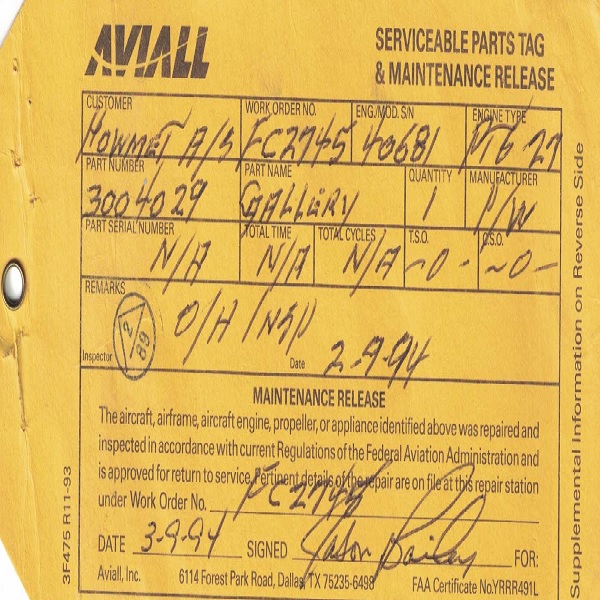 AVIALL
SERVICEABLE PARTS TAG
& MAINTENANCE RELEASE
CUSTOMER WORK ORDER NO. ENG./MOD. S/N ENGINE TYPE
HOWMET A/S FC2745 40681 PT6 27
PART NUMBER PART NAME QUANTITY MANUFACTURER
3004029 GALLERY 1 P/W
PART SERIAL NUMBER TOTAL TIME TOTAL CYCLES T.S.O. C.S.O.
N/A N/A N/A -0- -0-
REMARKS
O/H INSP
2
89
Inspector Date 2-9-94
MAINTENANCE RELEASE
The aircraft, airframe, aircraft engine, propeller, or appliance identified above was repaired and
inspected in accordance with current Regulations of the Federal Aviation Administration and
is approved for return to service. Pertinent details of the repair are on file at this repair station
under Work Order No. FC2745
DATE 3-9-94 SIGNED Jason Bailey FOR:
Aviall, Inc. 6114 Forest Park Road, Dallas, TX 75235-6498 FAA Certificate No. YRRR491L
3F475 R11-93
Supplemental Information on Reverse Side